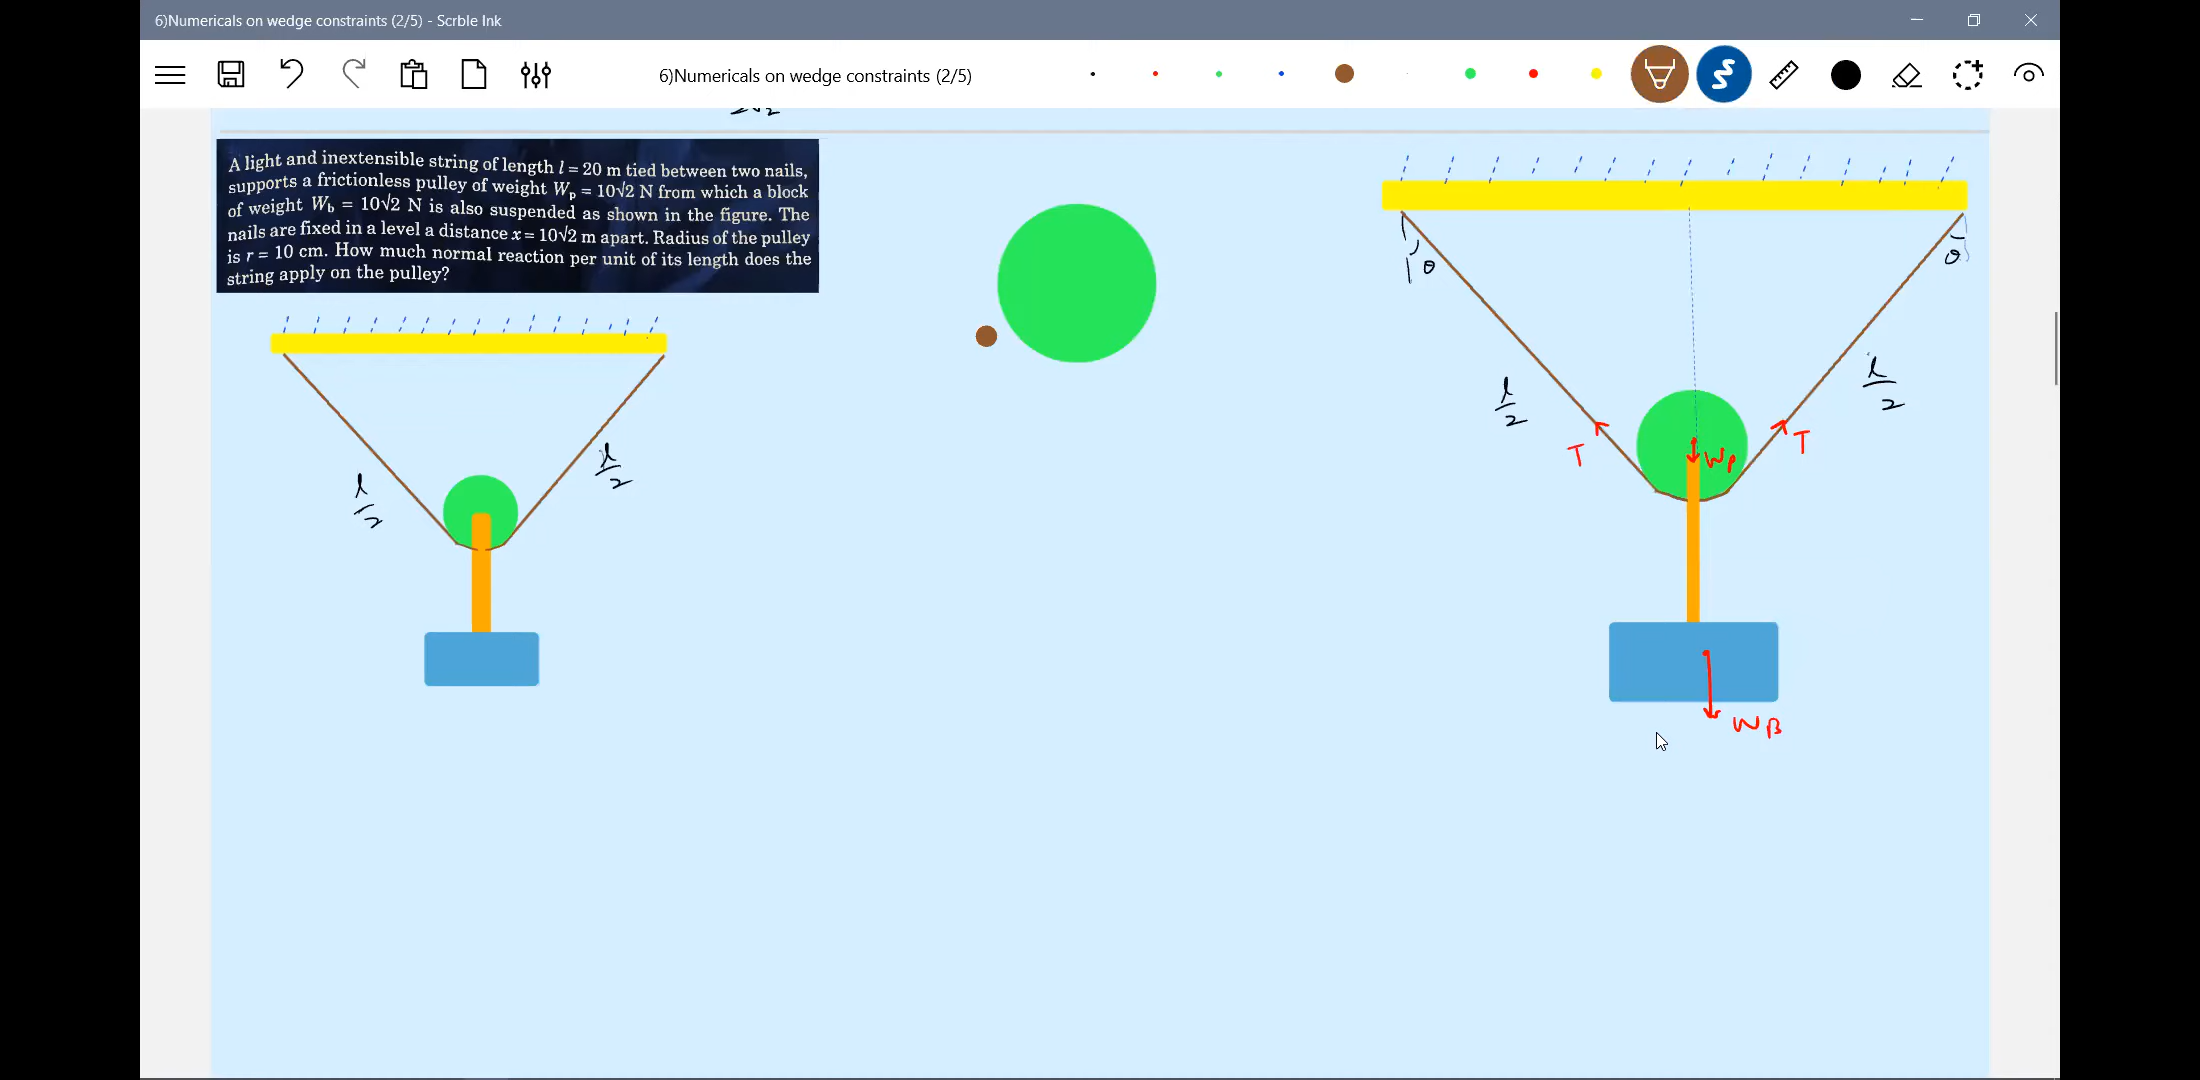 6)Numericals on wedge constraints (2/5) - Scrble Ink
6)Numericals on wedge constraints (2/5)
A light and inextensible string of length l = 20 m tied between two nails,
supports a frictionless pulley of weight Wp = 10√2 N from which a block
of weight Wb = 10√2 N is also suspended as shown in the figure. The
nails are fixed in a level a distance x = 10√2 m apart. Radius of the pulley
is r = 10 cm. How much normal reaction per unit of its length does the
string apply on the pulley?
l/2
l/2
θ
θ
l/2
l/2
T
T
Wp
WB